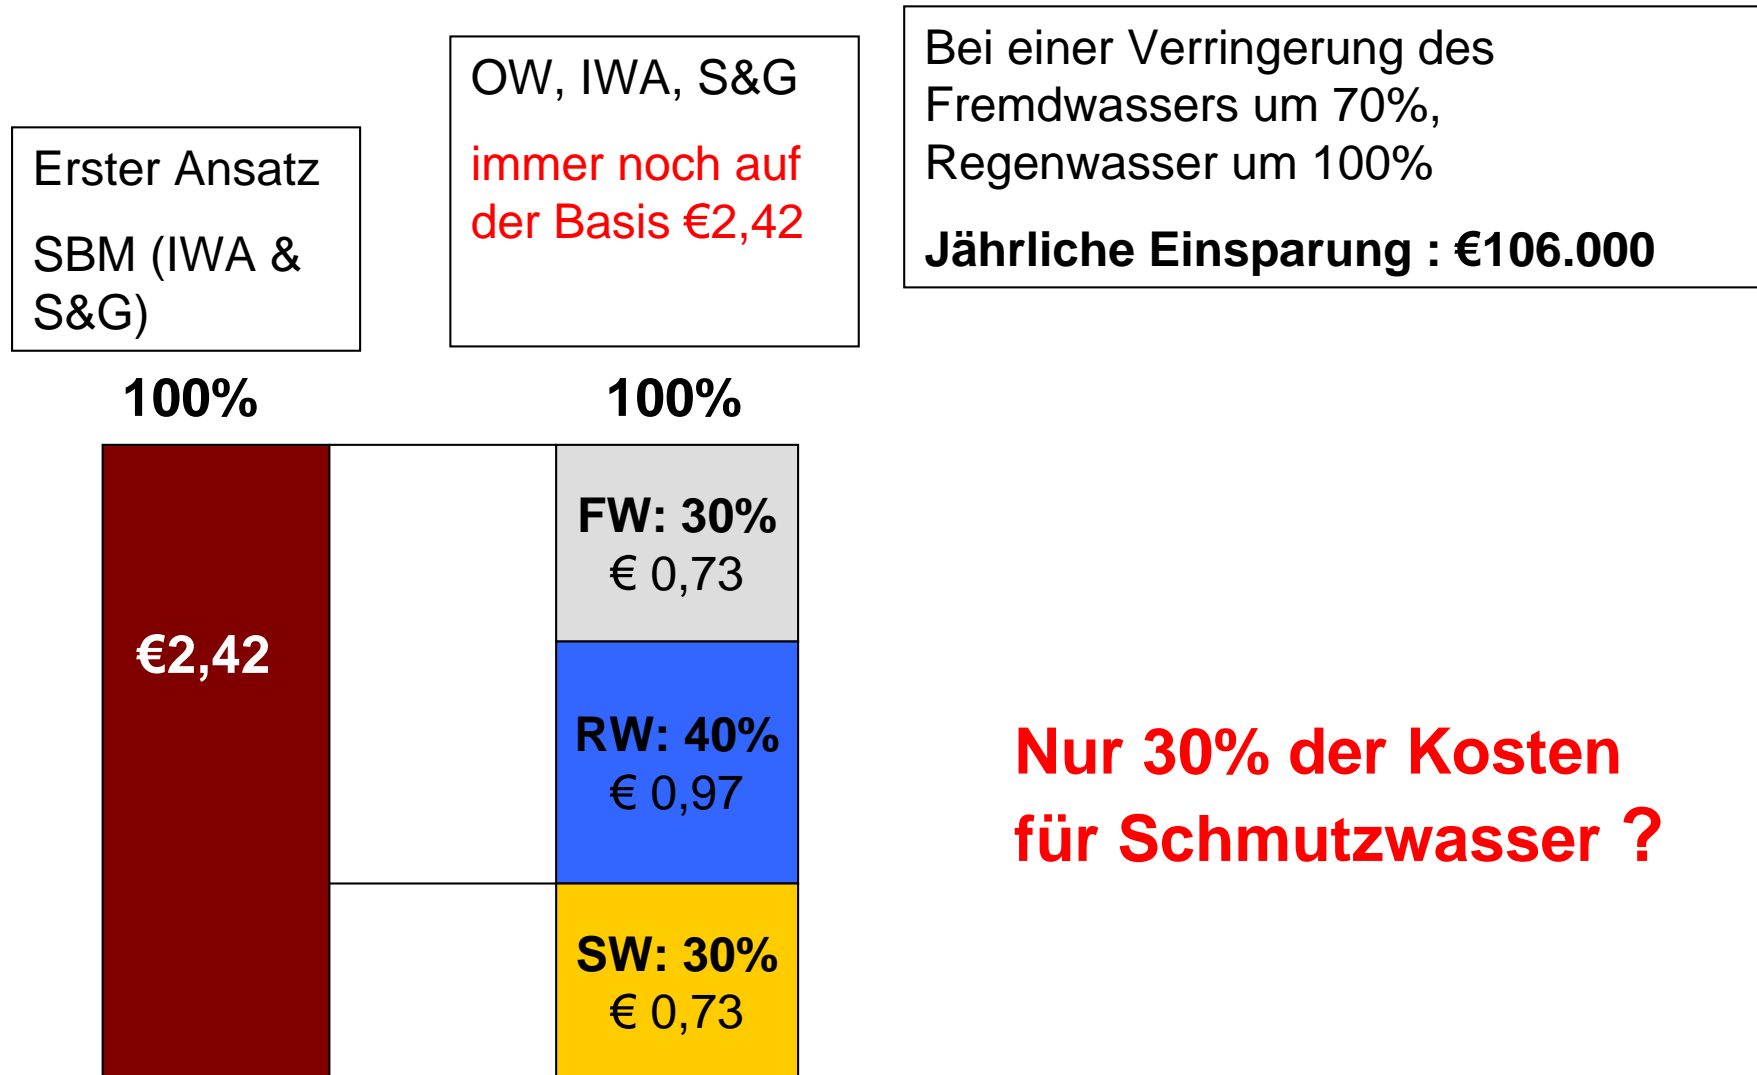 Erster Ansatz
SBM (IWA &
S&G)
OW, IWA, S&G
immer noch auf
der Basis €2,42
Bei einer Verringerung des
Fremdwassers um 70%,
Regenwasser um 100%
Jährliche Einsparung : €106.000
100%
100%
€2,42
FW: 30%
€ 0,73
RW: 40%
€ 0,97
SW: 30%
€ 0,73
Nur 30% der Kosten
für Schmutzwasser ?